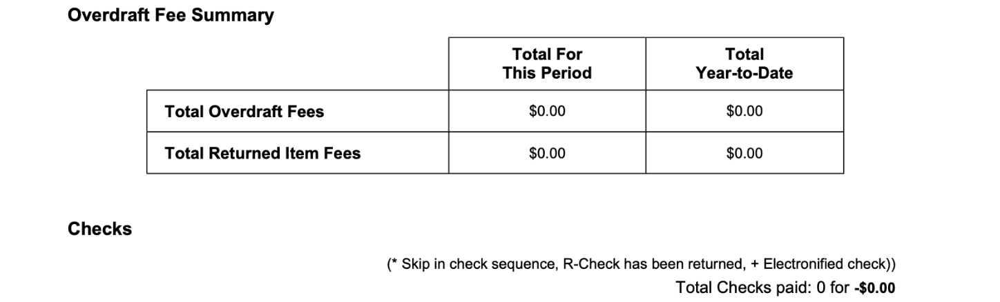 Overdraft Fee Summary
Total For Total
This Period Year-to-Date
Total Overdraft Fees $0.00 $0.00
Total Returned Item Fees $0.00 $0.00
Checks
(* Skip in check sequence, R-Check has been returned, + Electronified check))
Total Checks paid: 0 for -$0.00